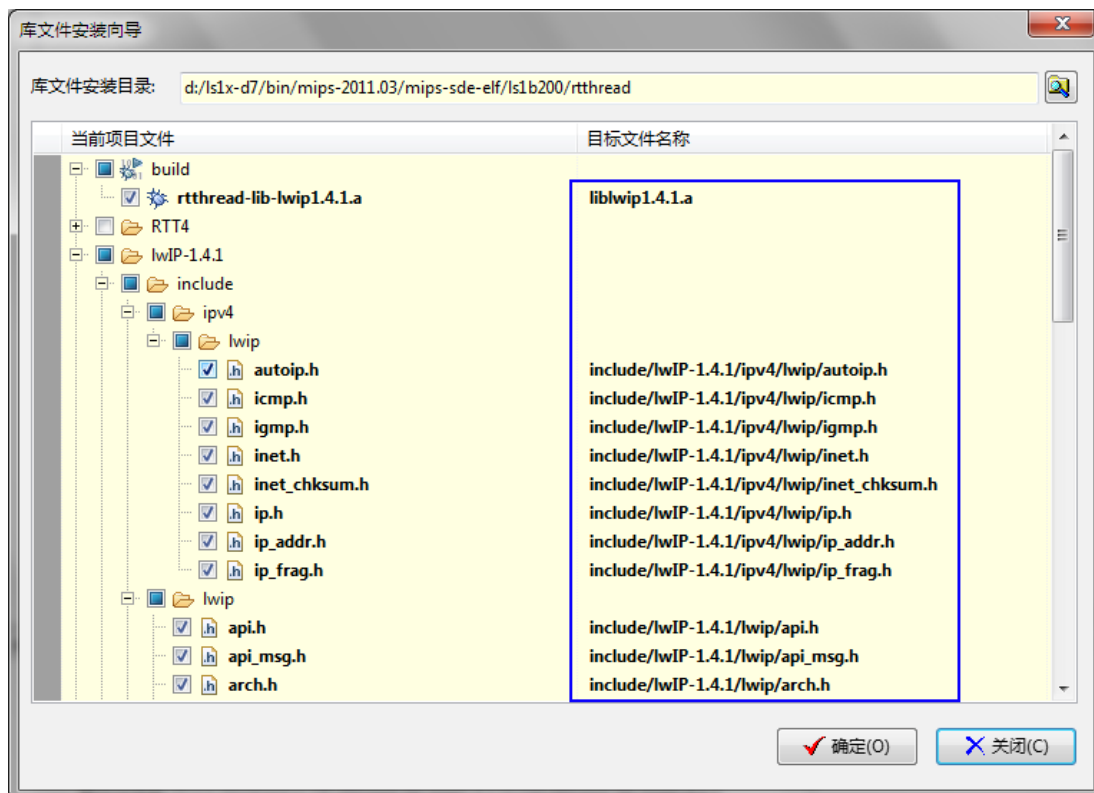 库文件安装向导
库文件安装目录: d:/ls1x-d7/bin/mips-2011.03/mips-sde-elf/ls1b200/rtthread
当前项目文件 目标文件名称
build
rtthread-lib-lwip1.4.1.a liblwip1.4.1.a
RTT4
lwIP-1.4.1
include
ipv4
lwip
autoip.h include/lwIP-1.4.1/ipv4/lwip/autoip.h
icmp.h include/lwIP-1.4.1/ipv4/lwip/icmp.h
igmp.h include/lwIP-1.4.1/ipv4/lwip/igmp.h
inet.h include/lwIP-1.4.1/ipv4/lwip/inet.h
inet_chksum.h include/lwIP-1.4.1/ipv4/lwip/inet_chksum.h
ip.h include/lwIP-1.4.1/ipv4/lwip/ip.h
ip_addr.h include/lwIP-1.4.1/ipv4/lwip/ip_addr.h
ip_frag.h include/lwIP-1.4.1/ipv4/lwip/ip_frag.h
lwip
api.h include/lwIP-1.4.1/lwip/api.h
api_msg.h include/lwIP-1.4.1/lwip/api_msg.h
arch.h include/lwIP-1.4.1/lwip/arch.h
确定(O) 关闭(C)